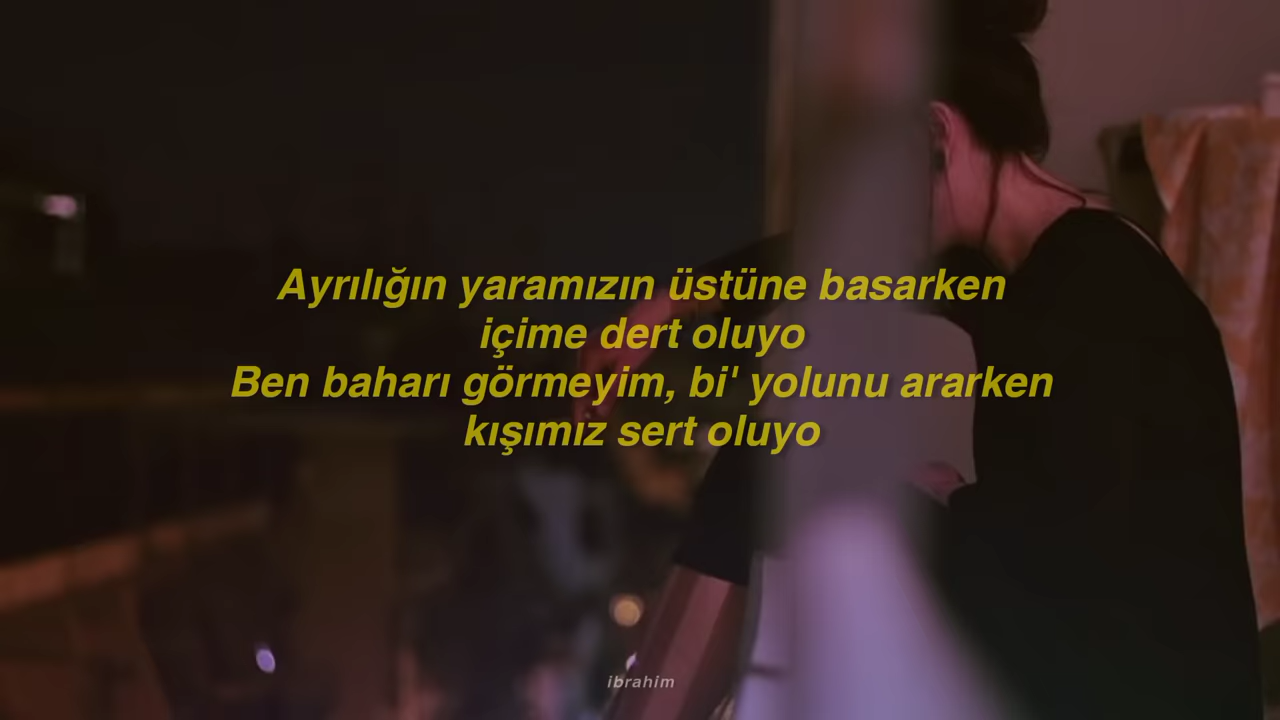 Ayrılığın yaramızın üstüne basarken
içime dert oluyo
Ben baharı görmeyim, bi' yolunu ararken
kışımız sert oluyo
ibrahim